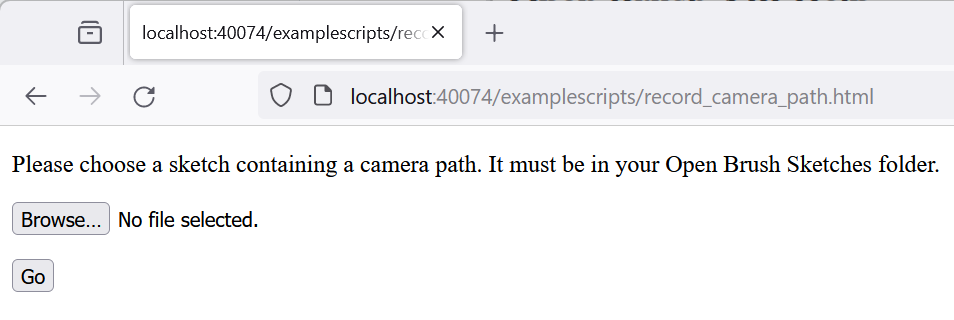 localhost:40074/examplescripts/rec
localhost:40074/examplescripts/record_camera_path.html
Please choose a sketch containing a camera path. It must be in your Open Brush Sketches folder.
Browse... No file selected.
Go